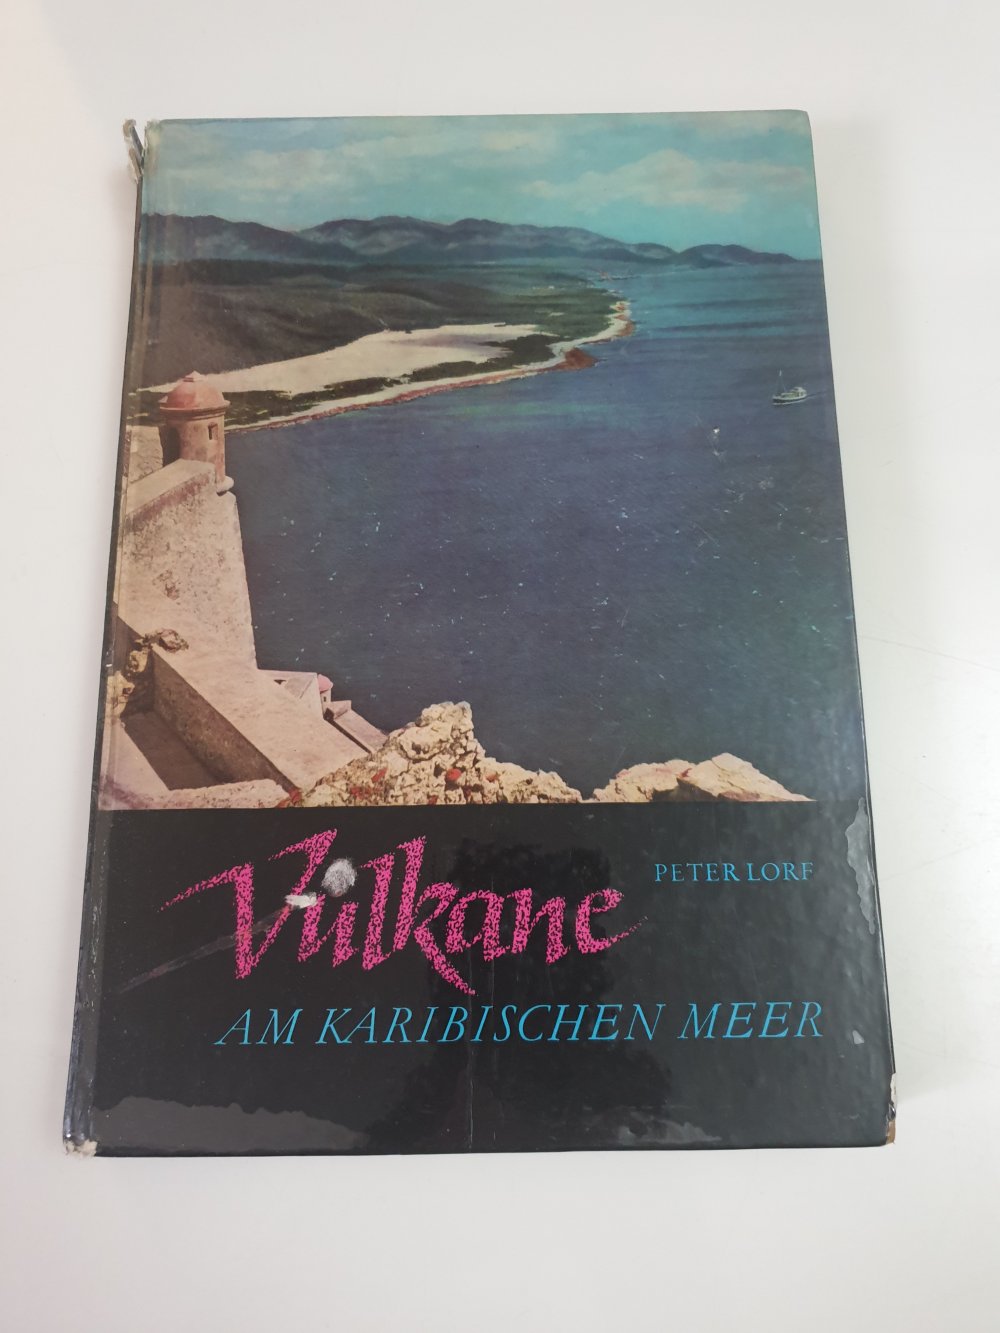 PETER LORF
Vulkane
AM KARIBISCHEN MEER